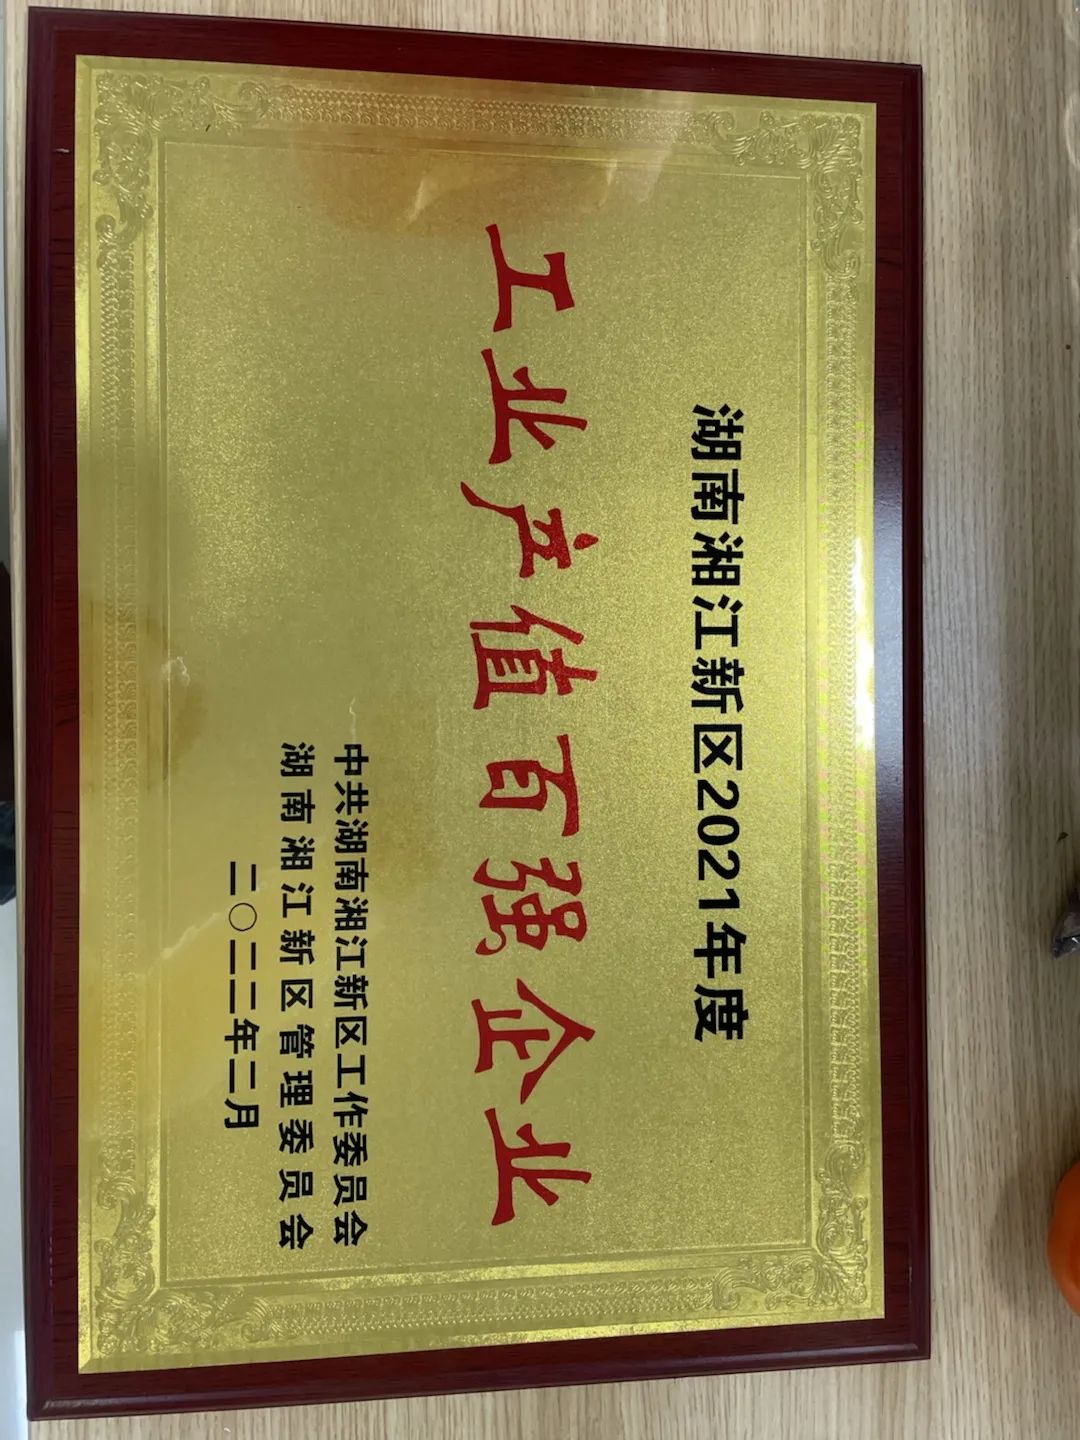 湖南湘江新区2021年度
工业产值百强企业
中共湖南湘江新区工作委员会
湖南湘江新区管理委员会
二〇二二年二月